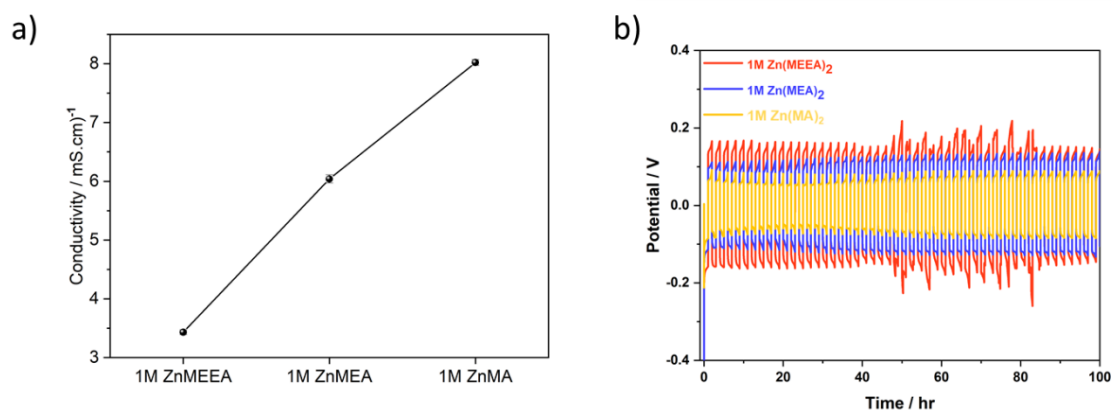 a)
Conductivity / mS.cm)⁻¹
8
7
6
5
4
3
1M ZnMEEA
1M ZnMEA
1M ZnMA
b)
Potential / V
0.4
0.2
0.0
-0.2
-0.4
1M Zn(MEEA)₂
1M Zn(MEA)₂
1M Zn(MA)₂
0
20
40
60
80
100
Time / hr